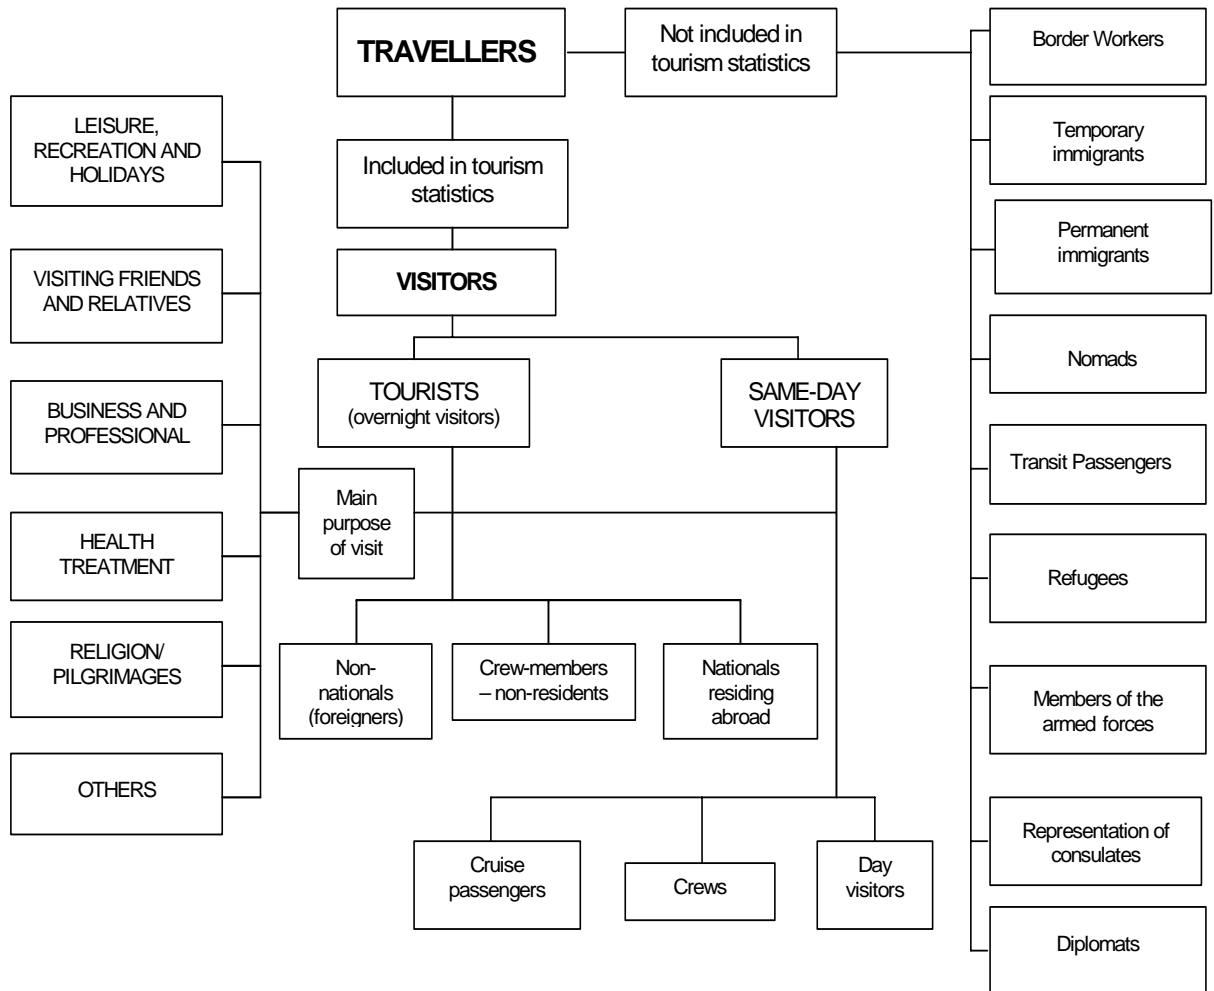 TRAVELLERS
Not included in
tourism statistics
Included in tourism
statistics
VISITORS
TOURISTS
(overnight visitors)
SAME-DAY
VISITORS
Main
purpose
of visit
LEISURE,
RECREATION AND
HOLIDAYS
VISITING FRIENDS
AND RELATIVES
BUSINESS AND
PROFESSIONAL
HEALTH
TREATMENT
RELIGION/
PILGRIMAGES
OTHERS
Non-
nationals
(foreigners)
Crew-members
– non-residents
Nationals
residing
abroad
Cruise
passengers
Crews
Day
visitors
Border Workers
Temporary
immigrants
Permanent
immigrants
Nomads
Transit Passengers
Refugees
Members of the
armed forces
Representation of
consulates
Diplomats